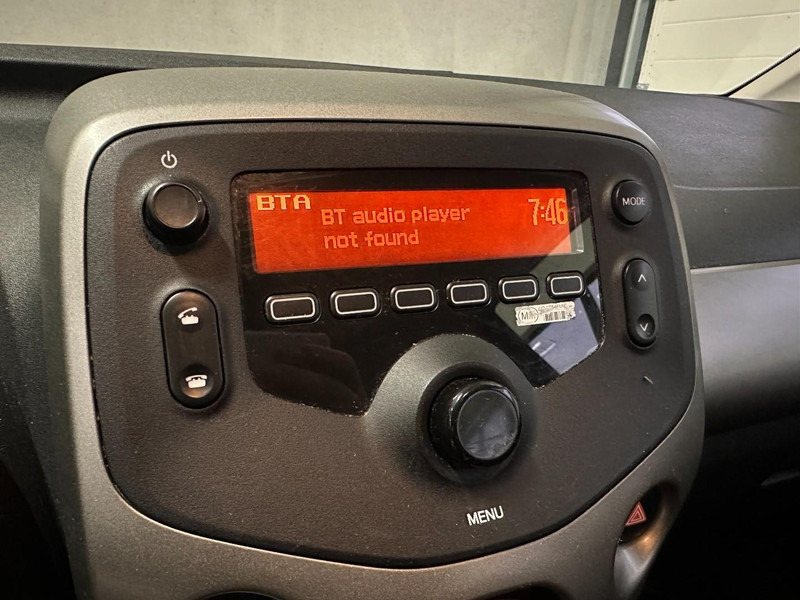 BTA
BT audio player
not found
7:46
MODE
MENU